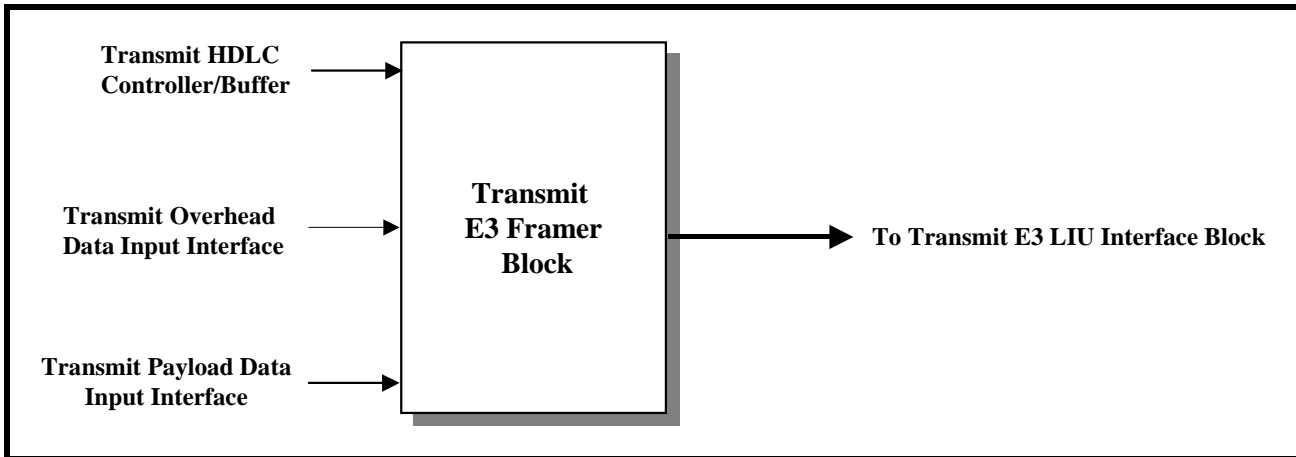 Transmit HDLC
Controller/Buffer
Transmit Overhead
Data Input Interface
Transmit Payload Data
Input Interface
Transmit
E3 Framer
Block
To Transmit E3 LIU Interface Block